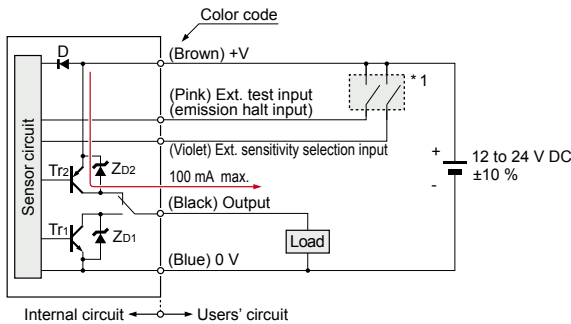 Color code
D
(Brown) +V
(Pink) Ext. test input
(emission halt input)
*1
Sensor circuit
(Violet) Ext. sensitivity selection input
Tr2
ZD2
100 mA max.
+
-
12 to 24 V DC
±10 %
(Black) Output
Tr1
ZD1
Load
(Blue) 0 V
Internal circuit
Users' circuit